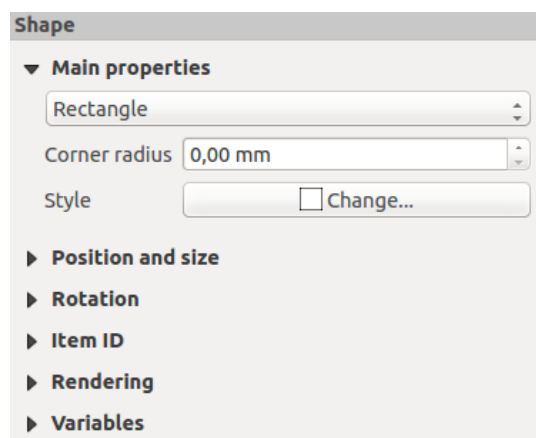 Shape
Main properties
Rectangle
Corner radius 0,00 mm
Style Change...
Position and size
Rotation
Item ID
Rendering
Variables